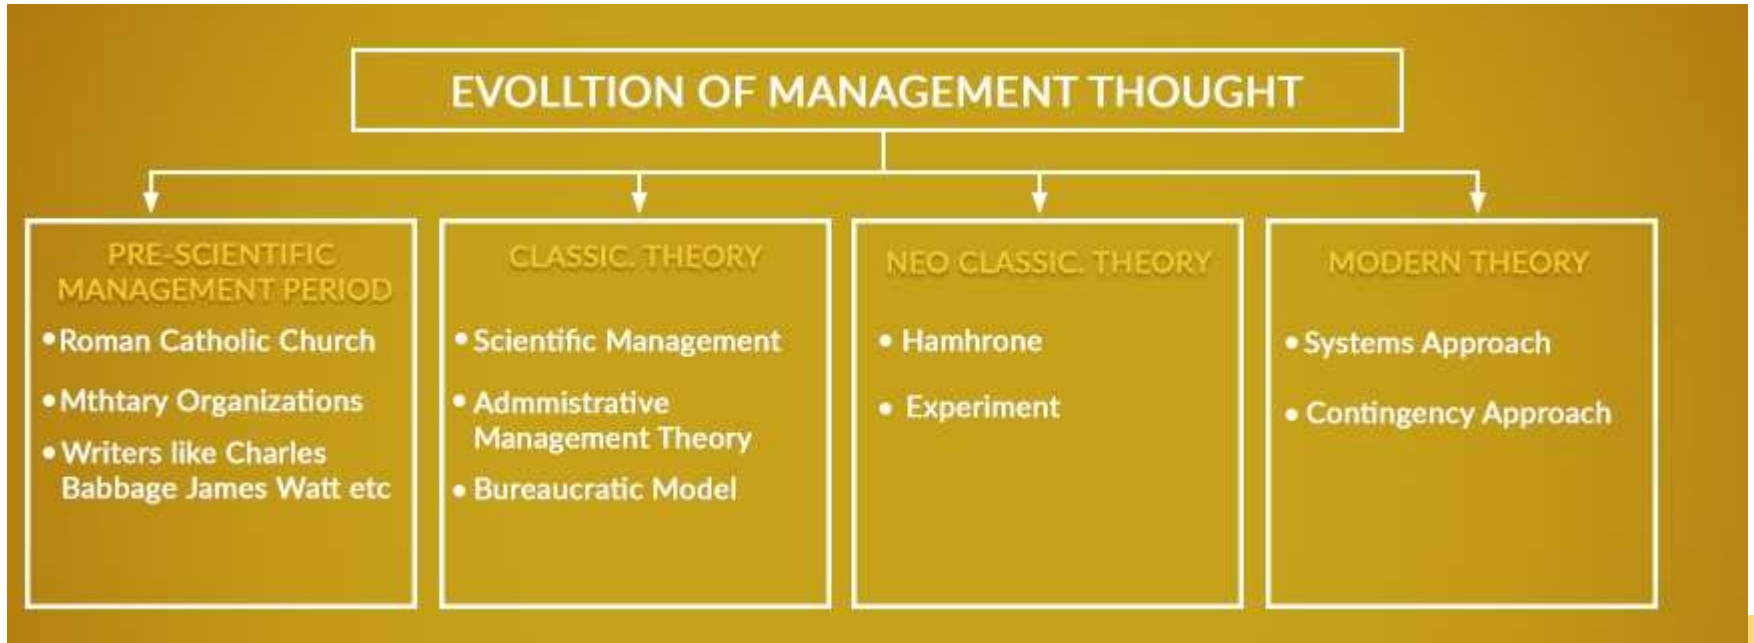 EVOLLTION OF MANAGEMENT THOUGHT
PRE-SCIENTIFIC
MANAGEMENT PERIOD
•Roman Catholic Church
•Mthtary Organizations
•Writers like Charles
Babbage James Watt etc
CLASSIC. THEORY
•Scientific Management
•Admmistrative
Management Theory
•Bureaucratic Model
NEO CLASSIC. THEORY
• Hamhrone
• Experiment
MODERN THEORY
•Systems Approach
•Contingency Approach